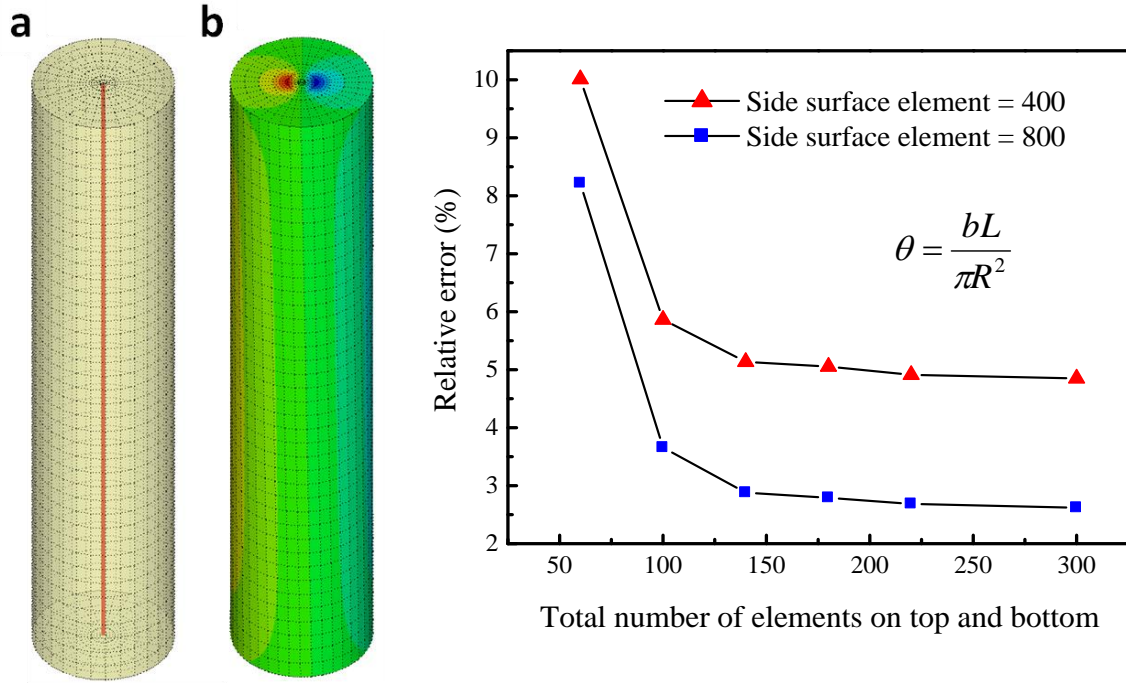 a
b
10
9
8
7
6
5
4
3
2
Relative error (%)
Side surface element = 400
Side surface element = 800
θ = bL / πR²
50 100 150 200 250 300
Total number of elements on top and bottom